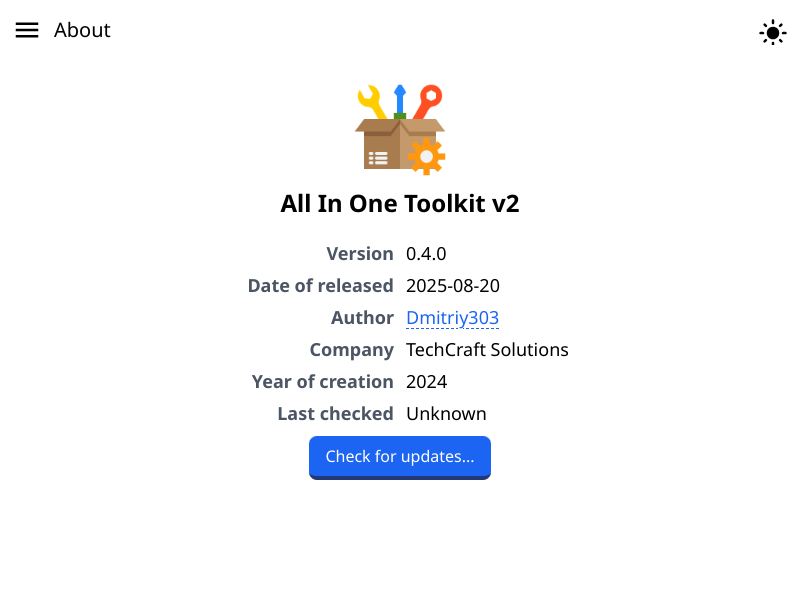 About
All In One Toolkit v2
Version 0.4.0
Date of released 2025-08-20
Author Dmitriy303
Company TechCraft Solutions
Year of creation 2024
Last checked Unknown
Check for updates...